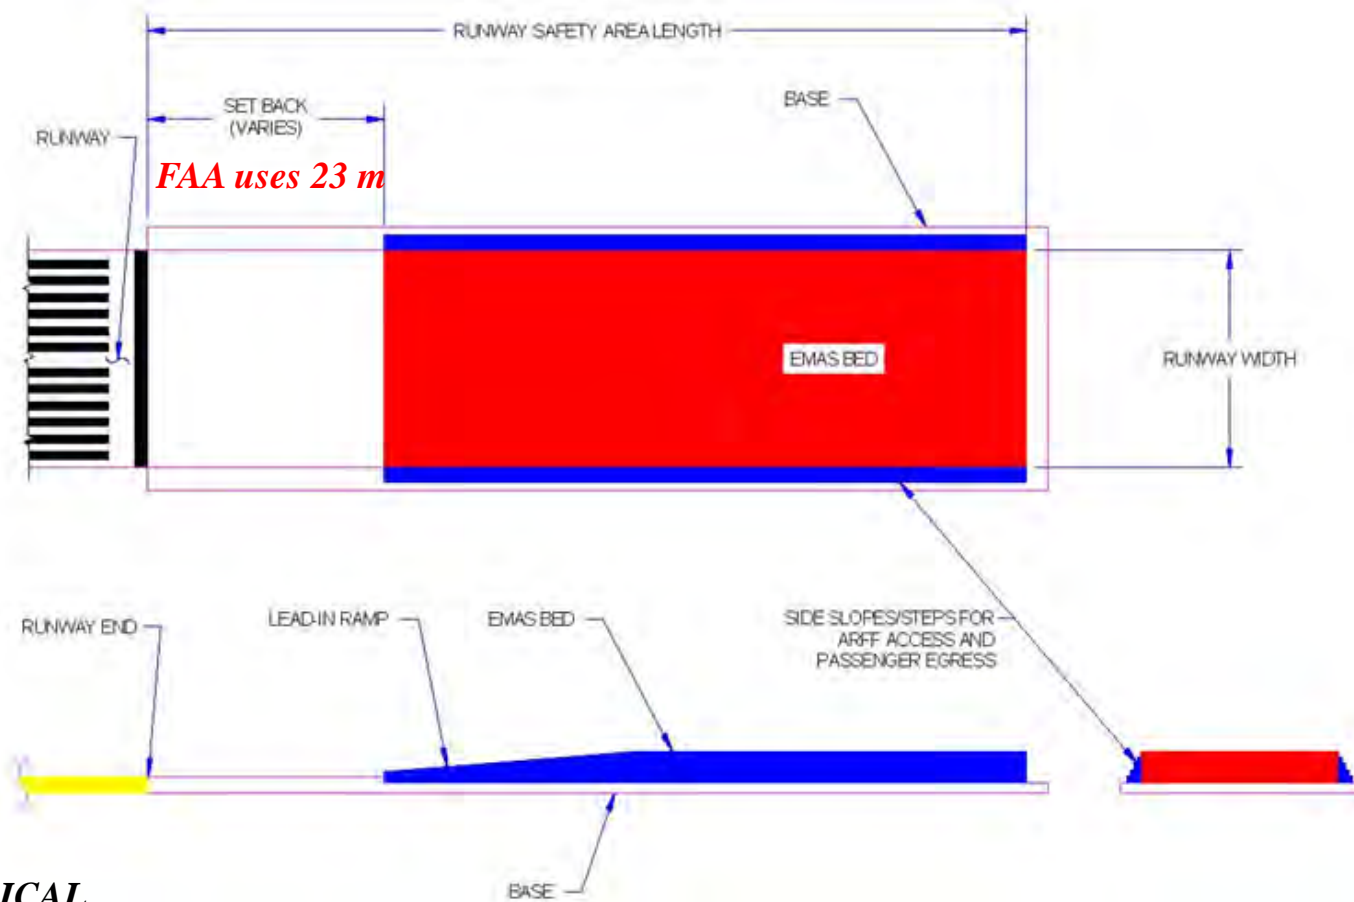 RUNWAY SAFETY AREA LENGTH
SET BACK
(VARIES)
BASE
RUNWAY
FAA uses 23 m
EMAS BED
RUNWAY WIDTH
RUNWAY END
LEAD-IN RAMP
EMAS BED
SIDE SLOPES/STEPS FOR
ARFF ACCESS AND
PASSENGER EGRESS
BASE